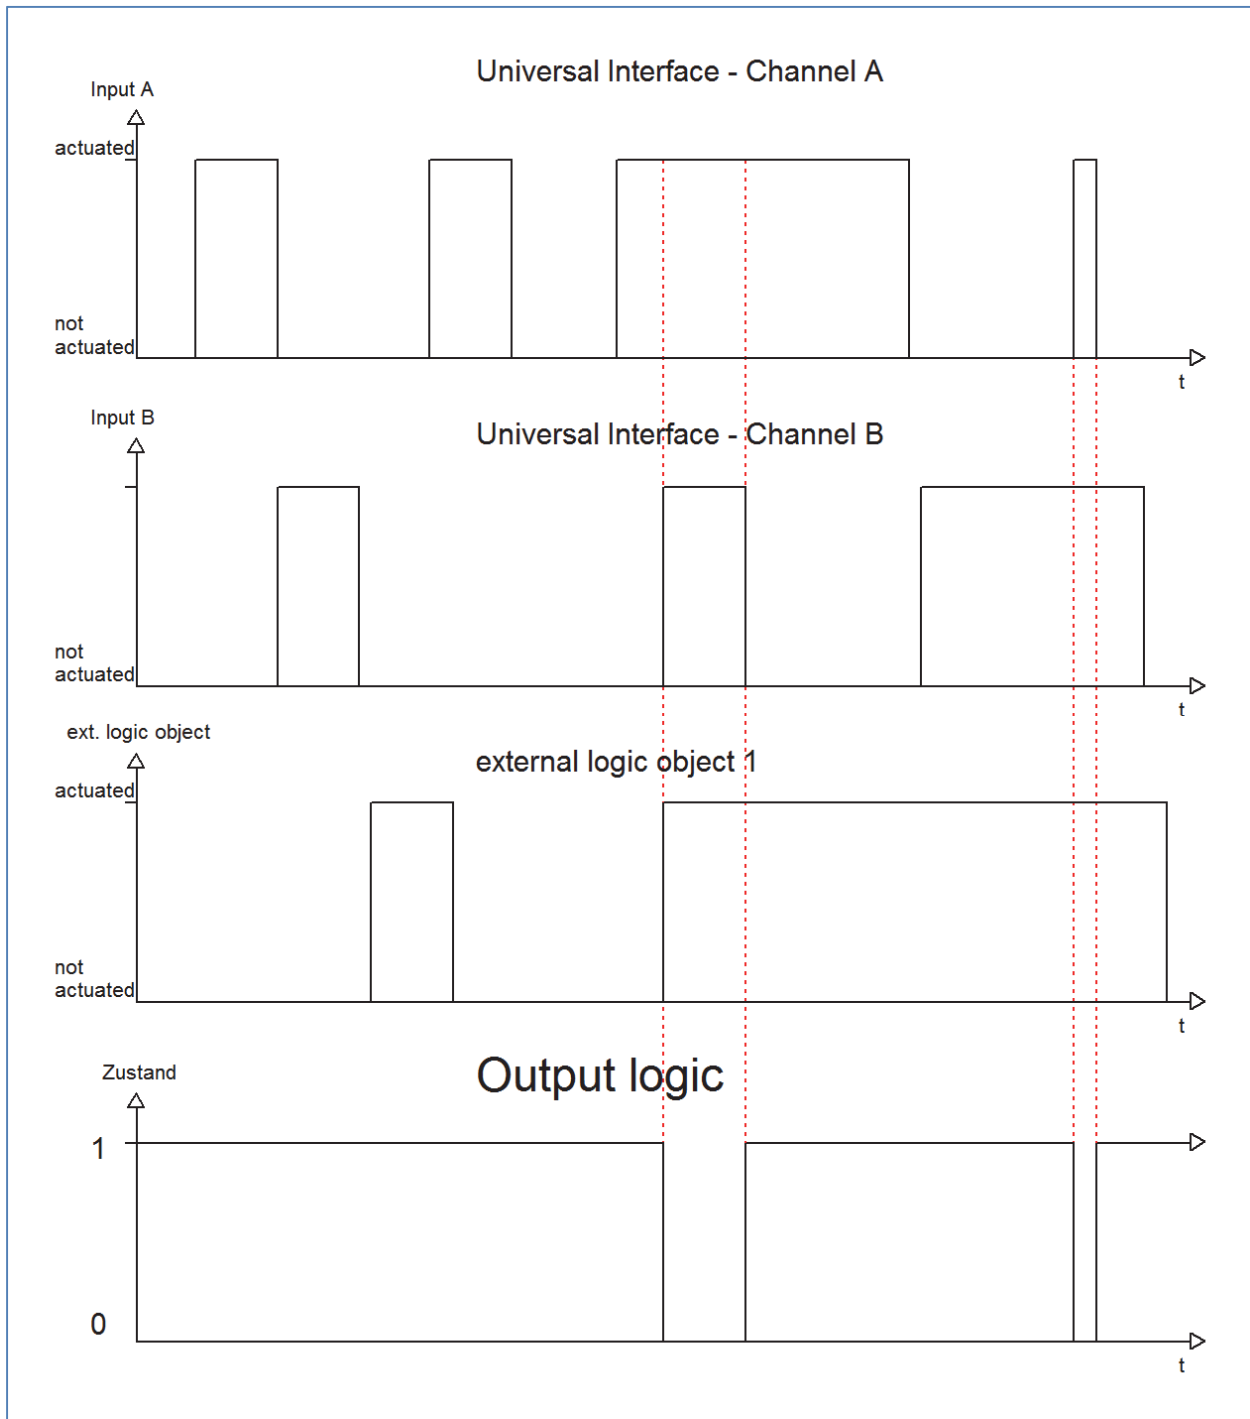 Universal Interface - Channel A
Input A
actuated
not
actuated
t
Input B
Universal Interface - Channel B
not
actuated
t
ext. logic object
external logic object 1
actuated
not
actuated
t
Output logic
Zustand
1
0
t